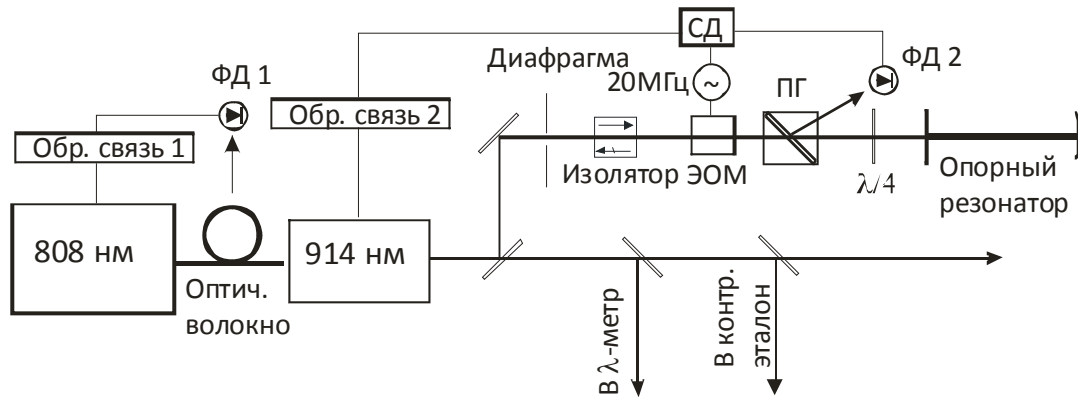 СД
Диафрагма
ФД 1
20МГц
~
ПГ
ФД 2
Обр. связь 1
Обр. связь 2
Изолятор
ЭОМ
λ/4
Опорный
резонатор
808 нм
914 нм
Оптич.
волокно
В λ-метр
В контр.
эталон